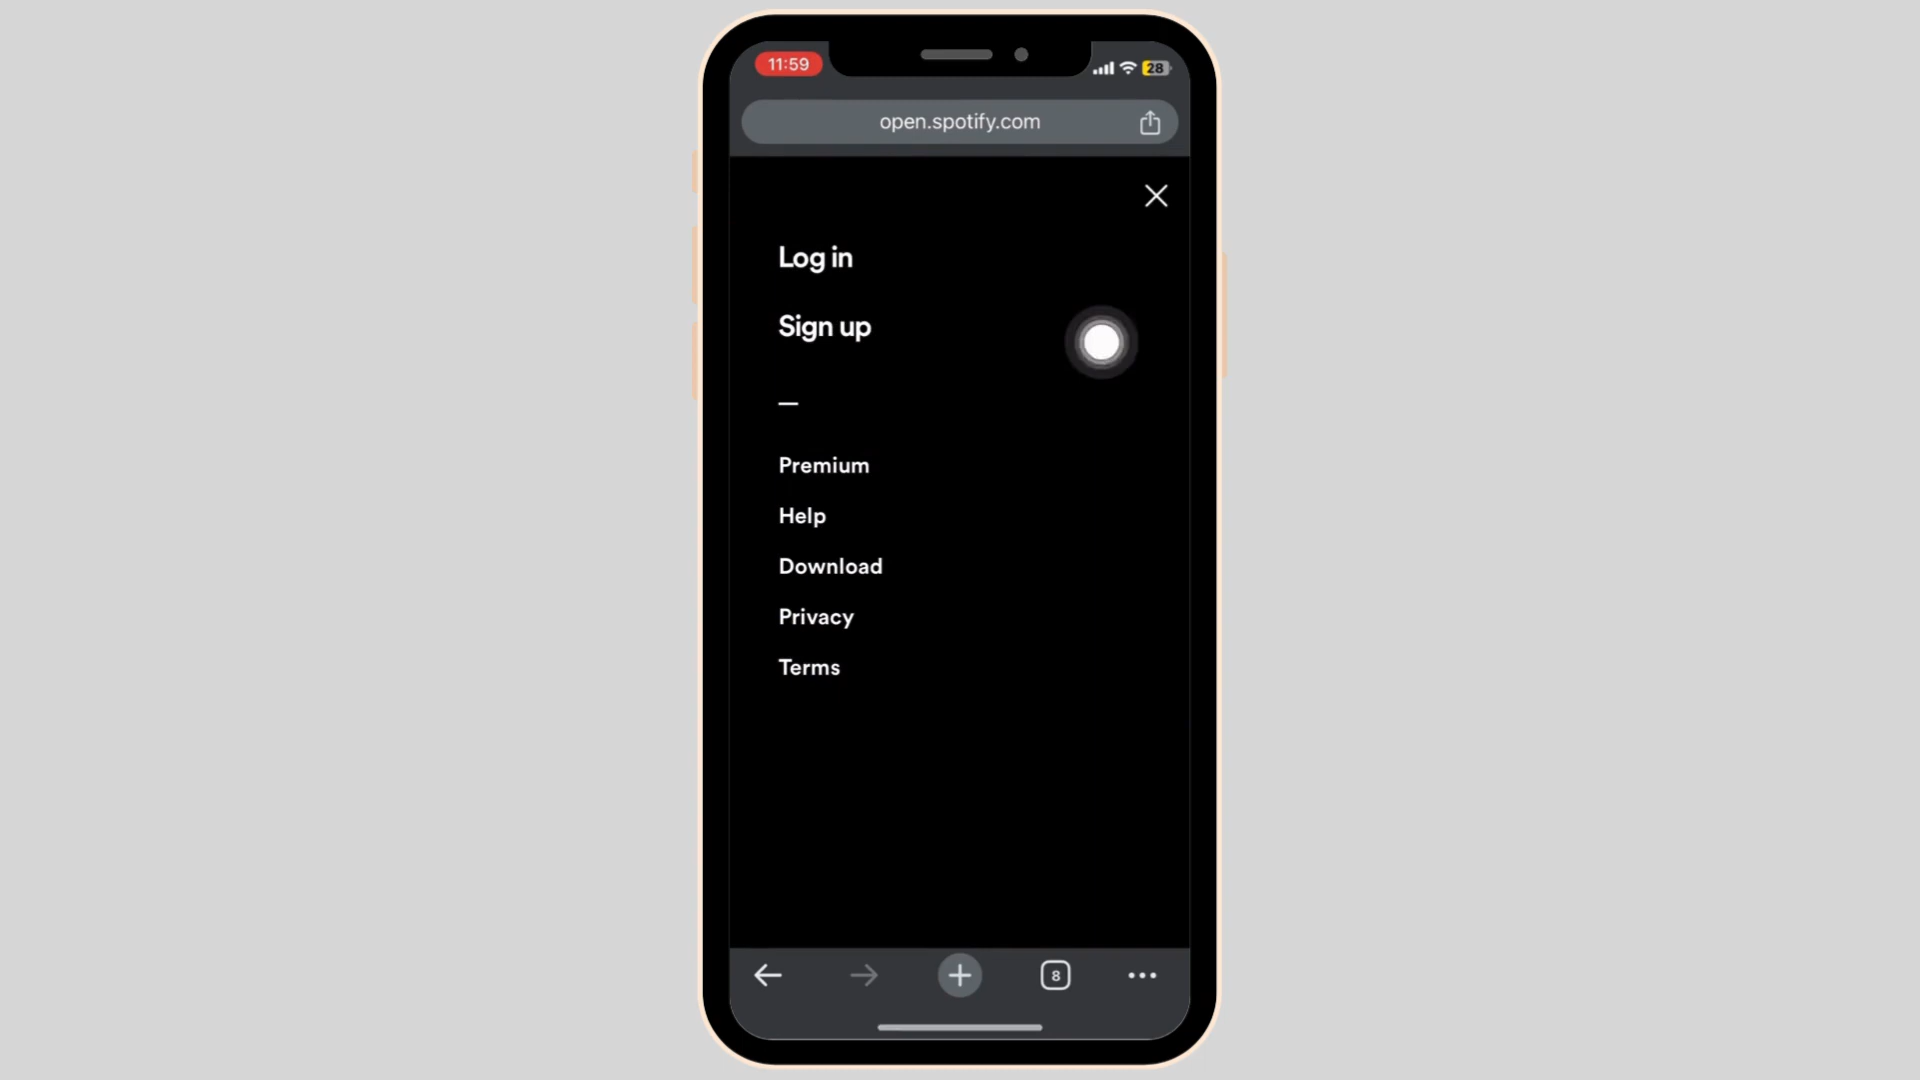 11:59
28
open.spotify.com
Log in
Sign up
Premium
Help
Download
Privacy
Terms
8